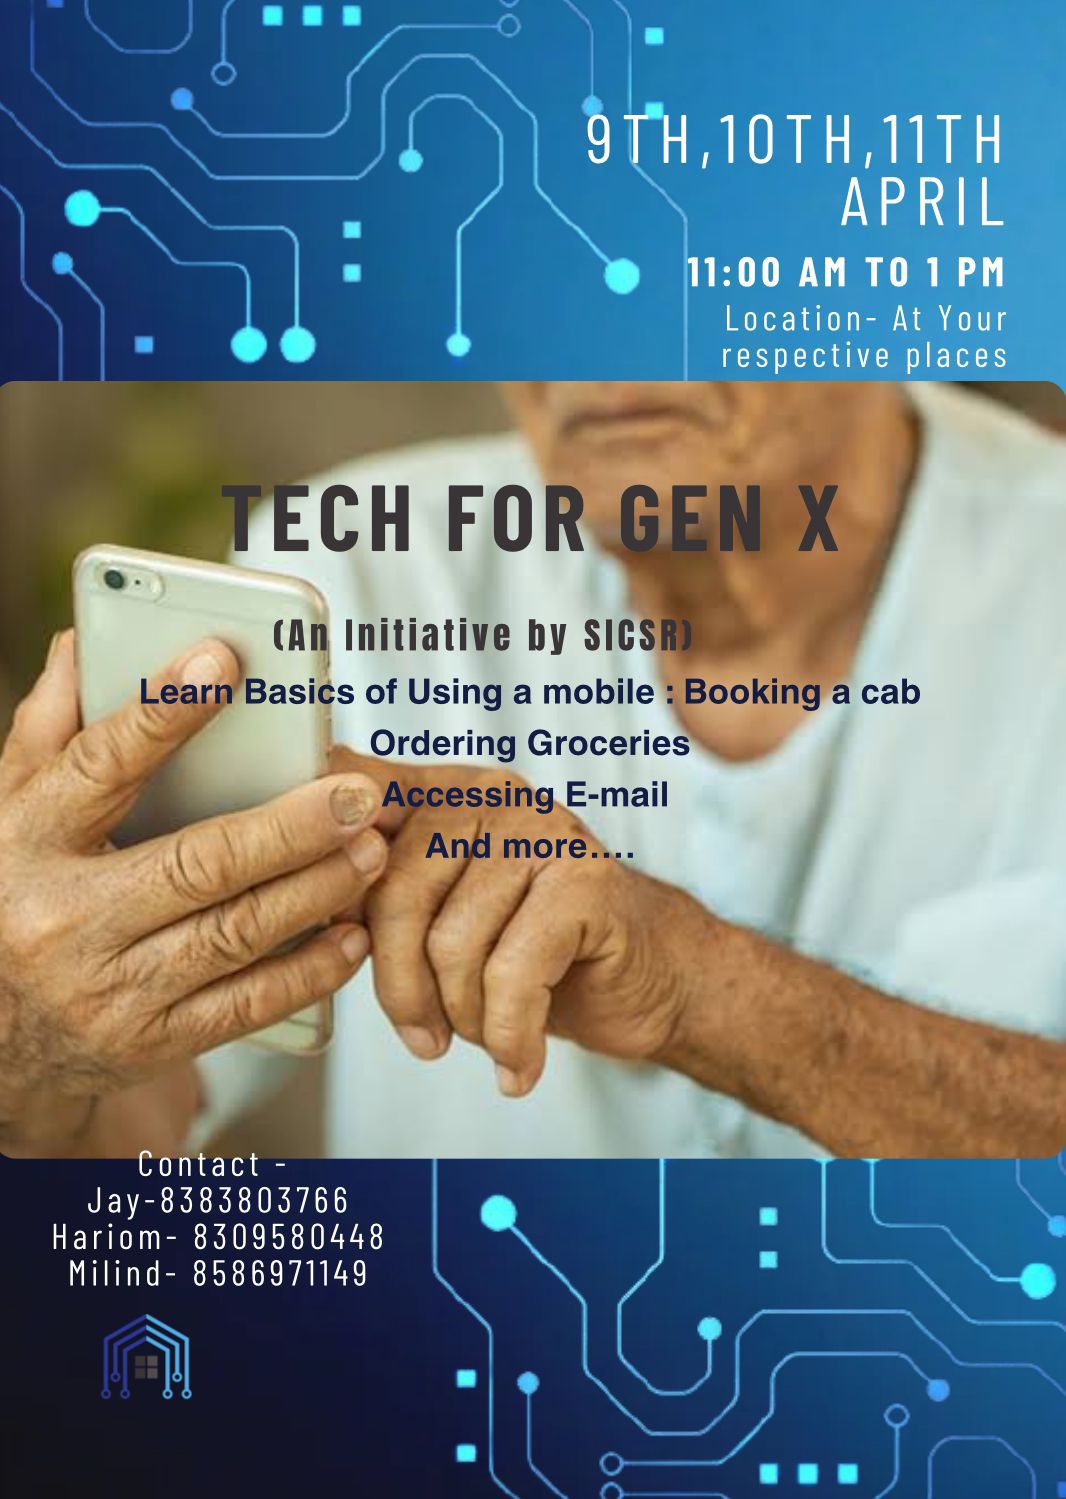 9TH,10TH,11TH
APRIL
11:00 AM TO 1 PM
Location- At Your
respective places
TECH FOR GEN X
(An Initiative by SICSR)
Learn Basics of Using a mobile : Booking a cab
Ordering Groceries
Accessing E-mail
And more....
Contact -
Jay-8383803766
Hariom- 8309580448
Milind- 8586971149